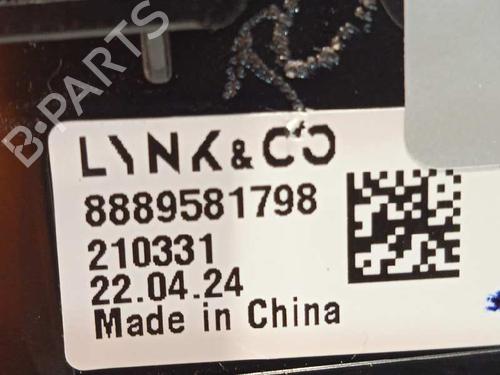 B-PARTS
LYNK & CO
8889581798
210331
22.04.24
Made in China